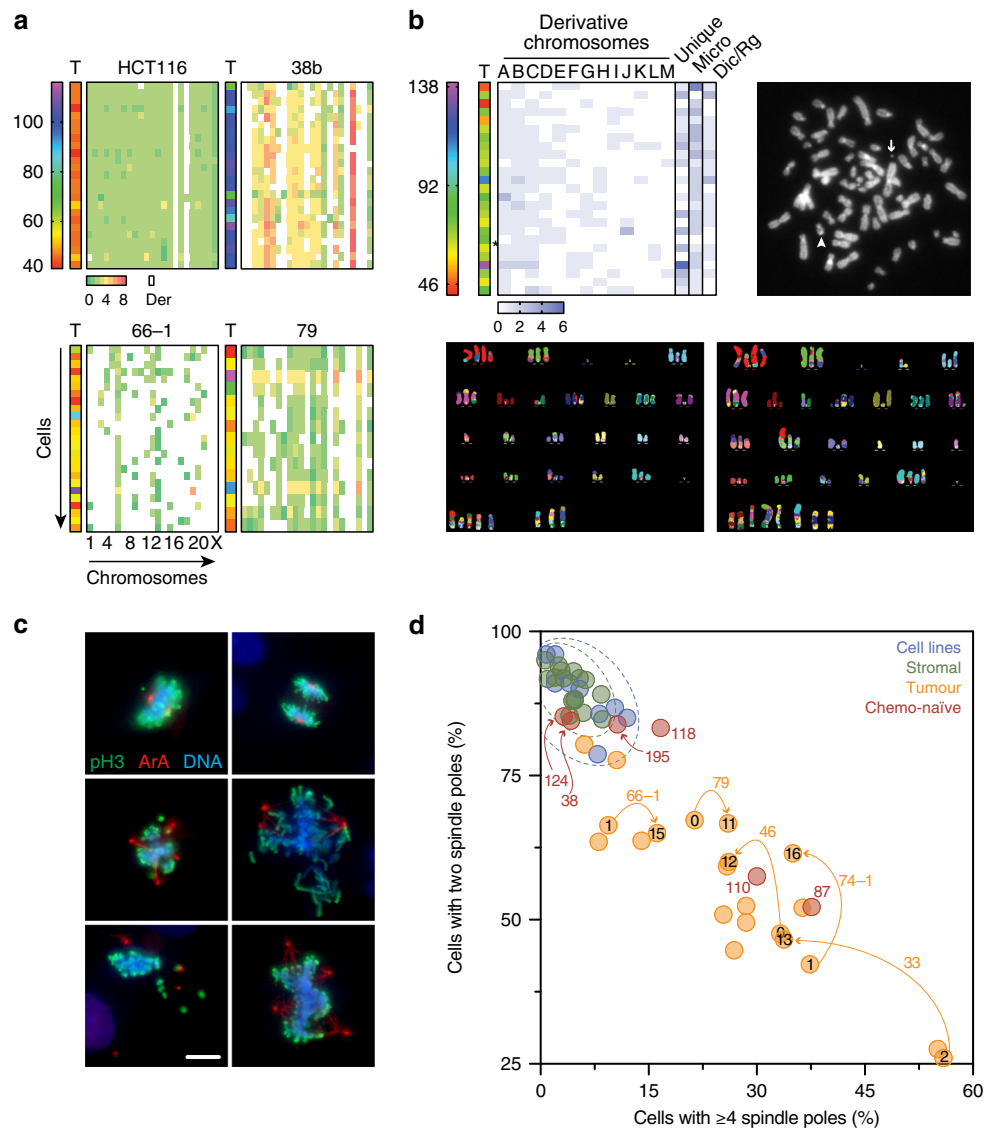 a
T HCT116 T 38b
100
80
60
40
0 4 8 Der
T 66–1 T 79
Cells
1 4 8 12 16 20 X
Chromosomes
b
Derivative
chromosomes
Unique
Micro
Dic/Rg
T A B C D E F G H I J K L M
138
92
*
46
0 2 4 6
c
pH3 ArA DNA
d
Cells with two spindle poles (%)
100
75
50
25
Cell lines
Stromal
Tumour
Chemo-naïve
118
195
124
38
66–1
79
1
15
0
11
46
12
16
74–1
110
87
13
1
33
2
0 15 30 45 60
Cells with ≥4 spindle poles (%)